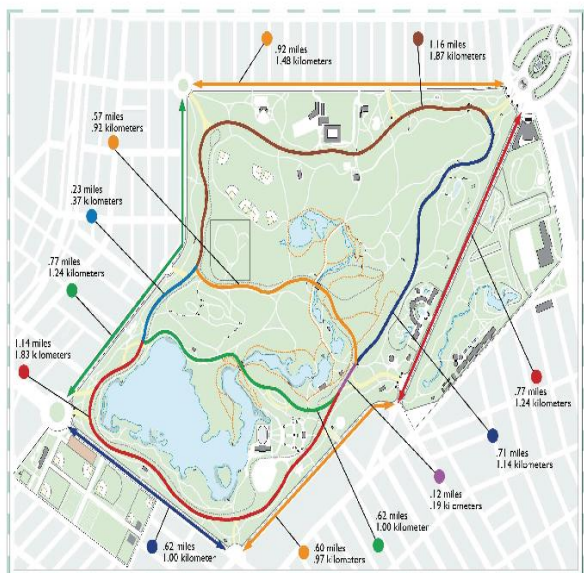 .92 miles
1.48 kilometers
1.16 miles
1.87 kilometers
.57 miles
.92 kilometers
.23 miles
.37 kilometers
.77 miles
1.24 kilometers
1.14 miles
1.83 kilometers
.77 miles
1.24 kilometers
.71 miles
1.14 kilometers
.12 miles
.19 kilometers
.62 miles
1.00 kilometer
.60 miles
.97 kilometers
.62 miles
1.00 kilometer